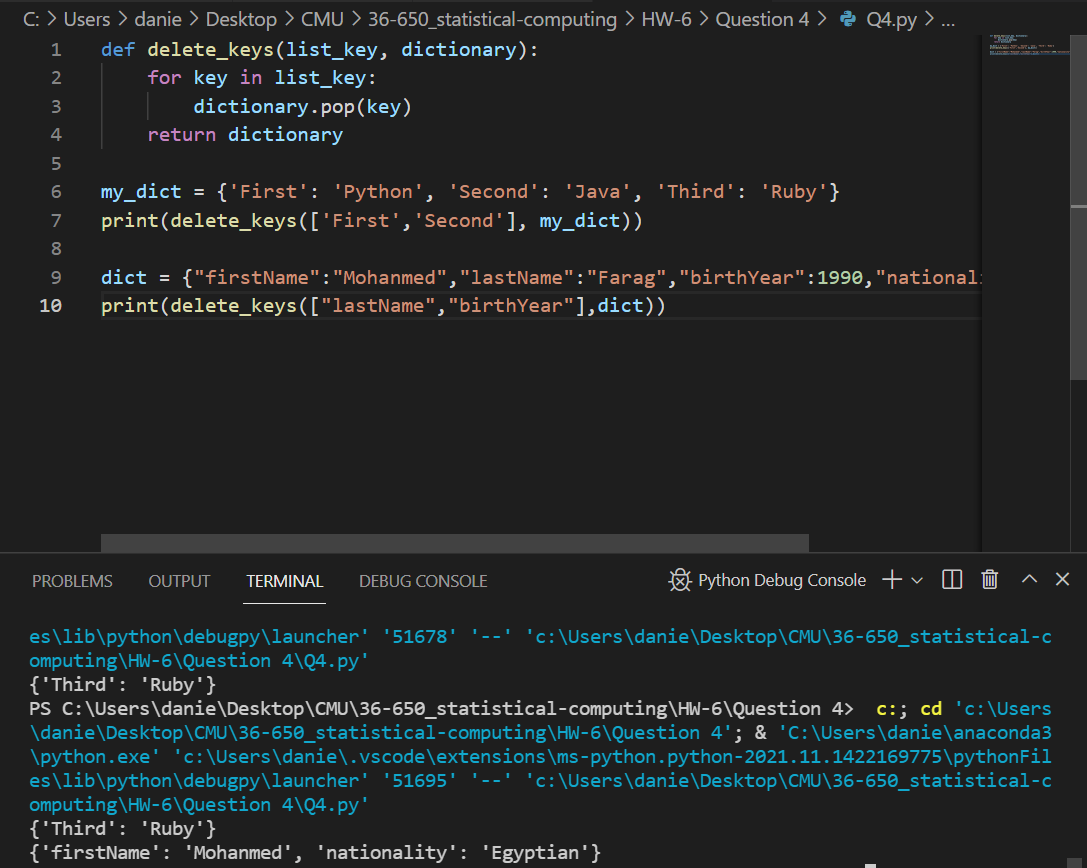 C: > Users > danie > Desktop > CMU > 36-650_statistical-computing > HW-6 > Question 4 > Q4.py > ...
1 def delete_keys(list_key, dictionary):
2     for key in list_key:
3         dictionary.pop(key)
4     return dictionary
5
6 my_dict = {'First': 'Python', 'Second': 'Java', 'Third': 'Ruby'}
7 print(delete_keys(['First','Second'], my_dict))
8
9 dict = {"firstName":"Mohanmed","lastName":"Farag","birthYear":1990,"nationali
10 print(delete_keys(["lastName","birthYear"],dict))
PROBLEMS OUTPUT TERMINAL DEBUG CONSOLE Python Debug Console
es\lib\python\debugpy\launcher' '51678' '--' 'c:\Users\danie\Desktop\CMU\36-650_statistical-c
omputing\HW-6\Question 4\Q4.py'
{'Third': 'Ruby'}
PS C:\Users\danie\Desktop\CMU\36-650_statistical-computing\HW-6\Question 4>  c:; cd 'c:\Users
\danie\Desktop\CMU\36-650_statistical-computing\HW-6\Question 4'; & 'C:\Users\danie\anaconda3
\python.exe' 'c:\Users\danie\.vscode\extensions\ms-python.python-2021.11.1422169775\pythonFil
es\lib\python\debugpy\launcher' '51695' '--' 'c:\Users\danie\Desktop\CMU\36-650_statistical-c
omputing\HW-6\Question 4\Q4.py'
{'Third': 'Ruby'}
{'firstName': 'Mohanmed', 'nationality': 'Egyptian'}